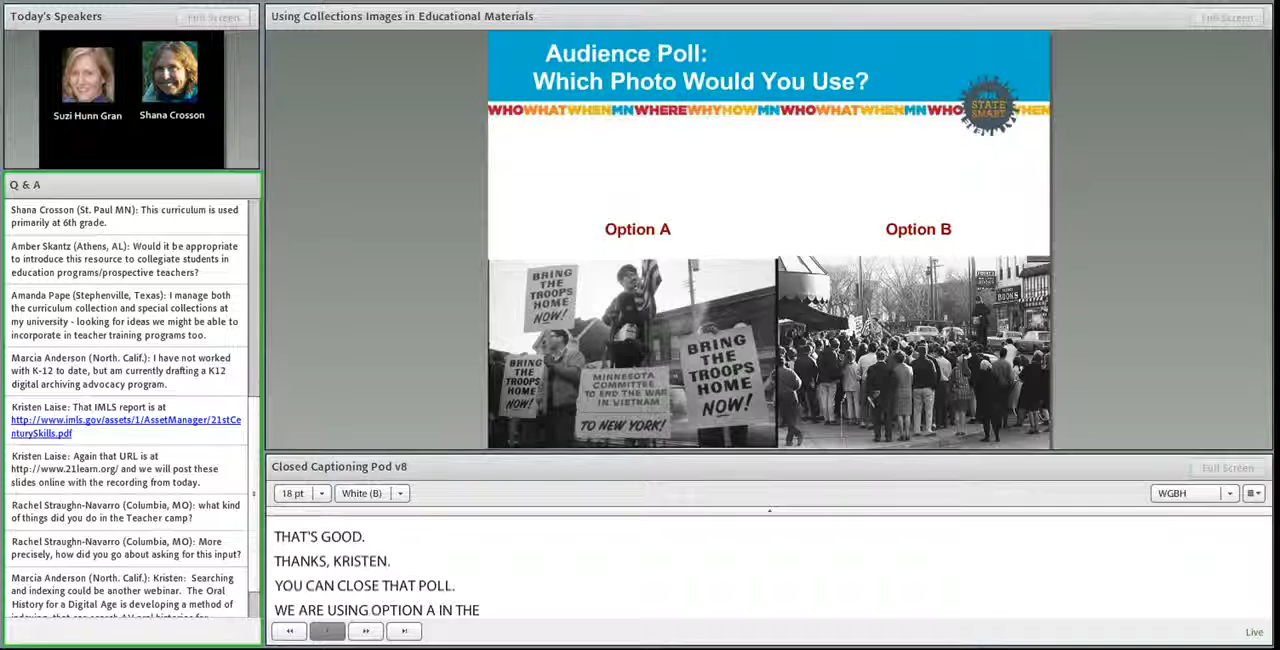 Today's Speakers
Full Screen
Suzi Hunn Gran
Shana Crosson
Q & A
Shana Crosson (St. Paul MN): This curriculum is used
primarily at 6th grade.
Amber Skantz (Athens, AL): Would it be appropriate
to introduce this resource to collegiate students in
education programs/prospective teachers?
Amanda Pape (Stephenville, Texas): I manage both
the curriculum collection and special collections at
my university - looking for ideas we might be able to
incorporate in teacher training programs too.
Marcia Anderson (North. Calif.): I have not worked
with K-12 to date, but am currently drafting a K12
digital archiving advocacy program.
Kristen Laise: That IMLS report is at
http://www.imls.gov/assets/1/AssetManager/21stCe
nturySkills.pdf
Kristen Laise: Again that URL is at
http://www.21learn.org/ and we will post these
slides online with the recording from today.
Rachel Straughn-Navarro (Columbia, MO): what kind
of things did you do in the Teacher camp?
Rachel Straughn-Navarro (Columbia, MO): More
precisely, how did you go about asking for this input?
Marcia Anderson (North. Calif.): Kristen: Searching
and indexing could be another webinar. The Oral
History for a Digital Age is developing a method of
Using Collections Images in Educational Materials
Full Screen
Audience Poll:
Which Photo Would You Use?
WHOWHATWHENMNWHEREWHYHOWMNWHOWHATWHENMNWHO
STATE
SMART
Option A
Option B
BRING
THE
TROOPS
HOME
NOW!
BRING
THE
TROOPS
HOME
NOW!
MINNESOTA
COMMITTEE
TO END THE WAR
IN VIETNAM
TO NEW YORK!
BRING
THE
TROOPS
HOME
NOW!
BOOKS
Closed Captioning Pod v8
Full Screen
18 pt
White (B)
WGBH
THAT'S GOOD.
THANKS, KRISTEN.
YOU CAN CLOSE THAT POLL.
WE ARE USING OPTION A IN THE
Live